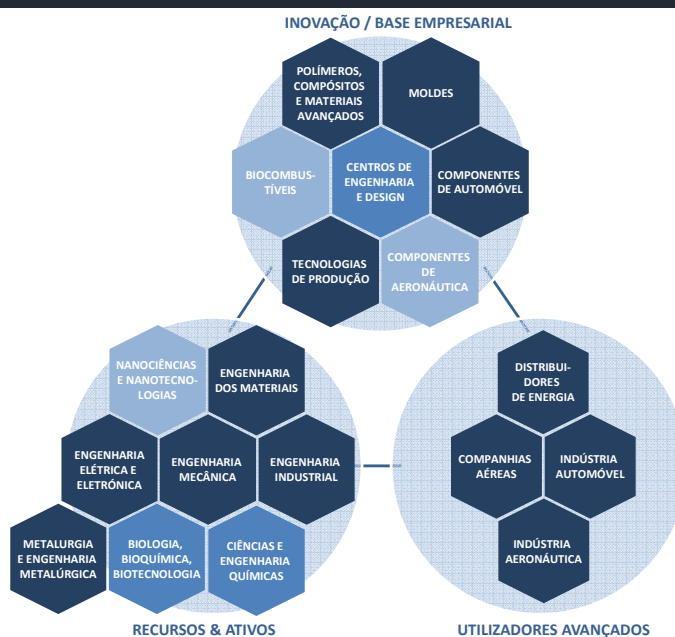 INOVAÇÃO / BASE EMPRESARIAL
POLÍMEROS,
COMPÓSITOS
E MATERIAIS
AVANÇADOS
MOLDES
BIOCOMBUS-
TÍVEIS
CENTROS DE
ENGENHARIA
E DESIGN
COMPONENTES
DE AUTOMÓVEL
TECNOLOGIAS
DE PRODUÇÃO
COMPONENTES
DE
AERONÁUTICA
NANOCIÊNCIAS
E NANOTECNO-
LOGIAS
ENGENHARIA
DOS MATERIAIS
ENGENHARIA
ELÉTRICA E
ELETRÓNICA
ENGENHARIA
MECÂNICA
ENGENHARIA
INDUSTRIAL
METALURGIA
E ENGENHARIA
METALÚRGICA
BIOLOGIA,
BIOQUÍMICA,
BIOTECNOLOGIA
CIÊNCIAS E
ENGENHARIA
QUÍMICAS
RECURSOS & ATIVOS
DISTRIBUI-
DORES
DE ENERGIA
COMPANHIAS
AÉREAS
INDÚSTRIA
AUTOMÓVEL
INDÚSTRIA
AERONÁUTICA
UTILIZADORES AVANÇADOS